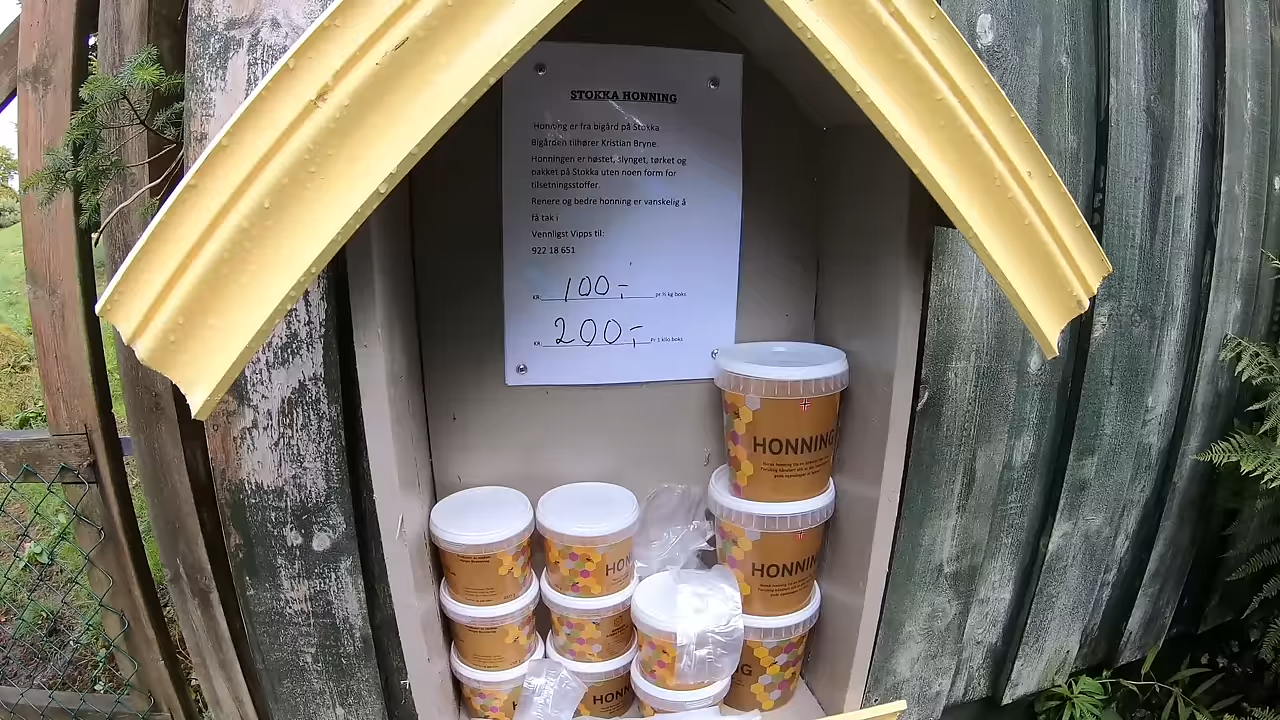 STOKKA HONNING
Honning er fra bigård på Stokka
Bigården tilhører Kristian Bryne.
Honningen er høstet, slynget, tørket og
pakket på Stokka uten noen form for
tilsetningsstoffer.
Renere og bedre honning er vanskelig å
få tak i
Vennligst Vipps til:
922 18 651
KR: 100,- pr ½ kg boks
KR: 200,- Pr 1 kilo boks
HONNING
HONNIN
HON
HONN
G